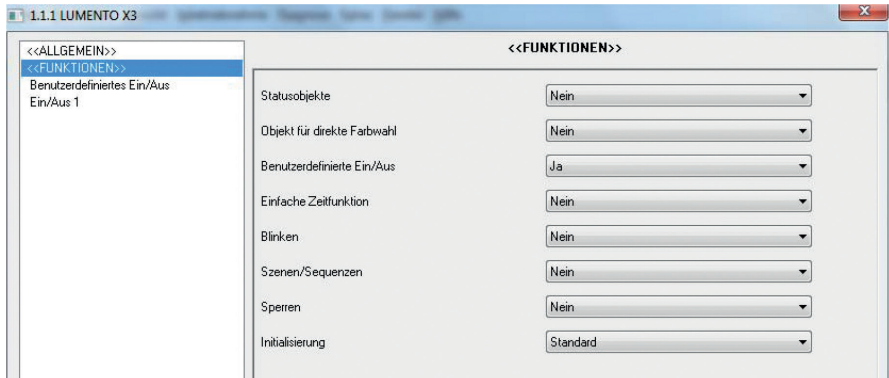 1.1.1 LUMENTO X3
<<ALLGEMEIN>>
<<FUNKTIONEN>>
Benutzerdefiniertes Ein/Aus
Ein/Aus 1
<<FUNKTIONEN>>
Statusobjekte Nein
Objekt für direkte Farbwahl Nein
Benutzerdefinierte Ein/Aus Ja
Einfache Zeitfunktion Nein
Blinken Nein
Szenen/Sequenzen Nein
Sperren Nein
Initialisierung Standard